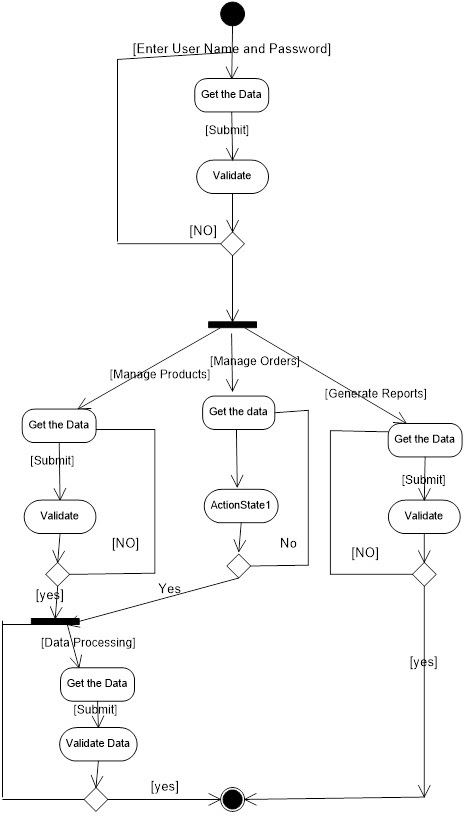 [Enter User Name and Password]
Get the Data
[Submit]
Validate
[NO]
[Manage Products]
[Manage Orders]
[Generate Reports]
Get the Data
Get the data
Get the Data
[Submit]
[Submit]
Validate
ActionState1
Validate
[NO]
No
[NO]
[yes]
Yes
[Data Processing]
[yes]
Get the Data
[Submit]
Validate Data
[yes]